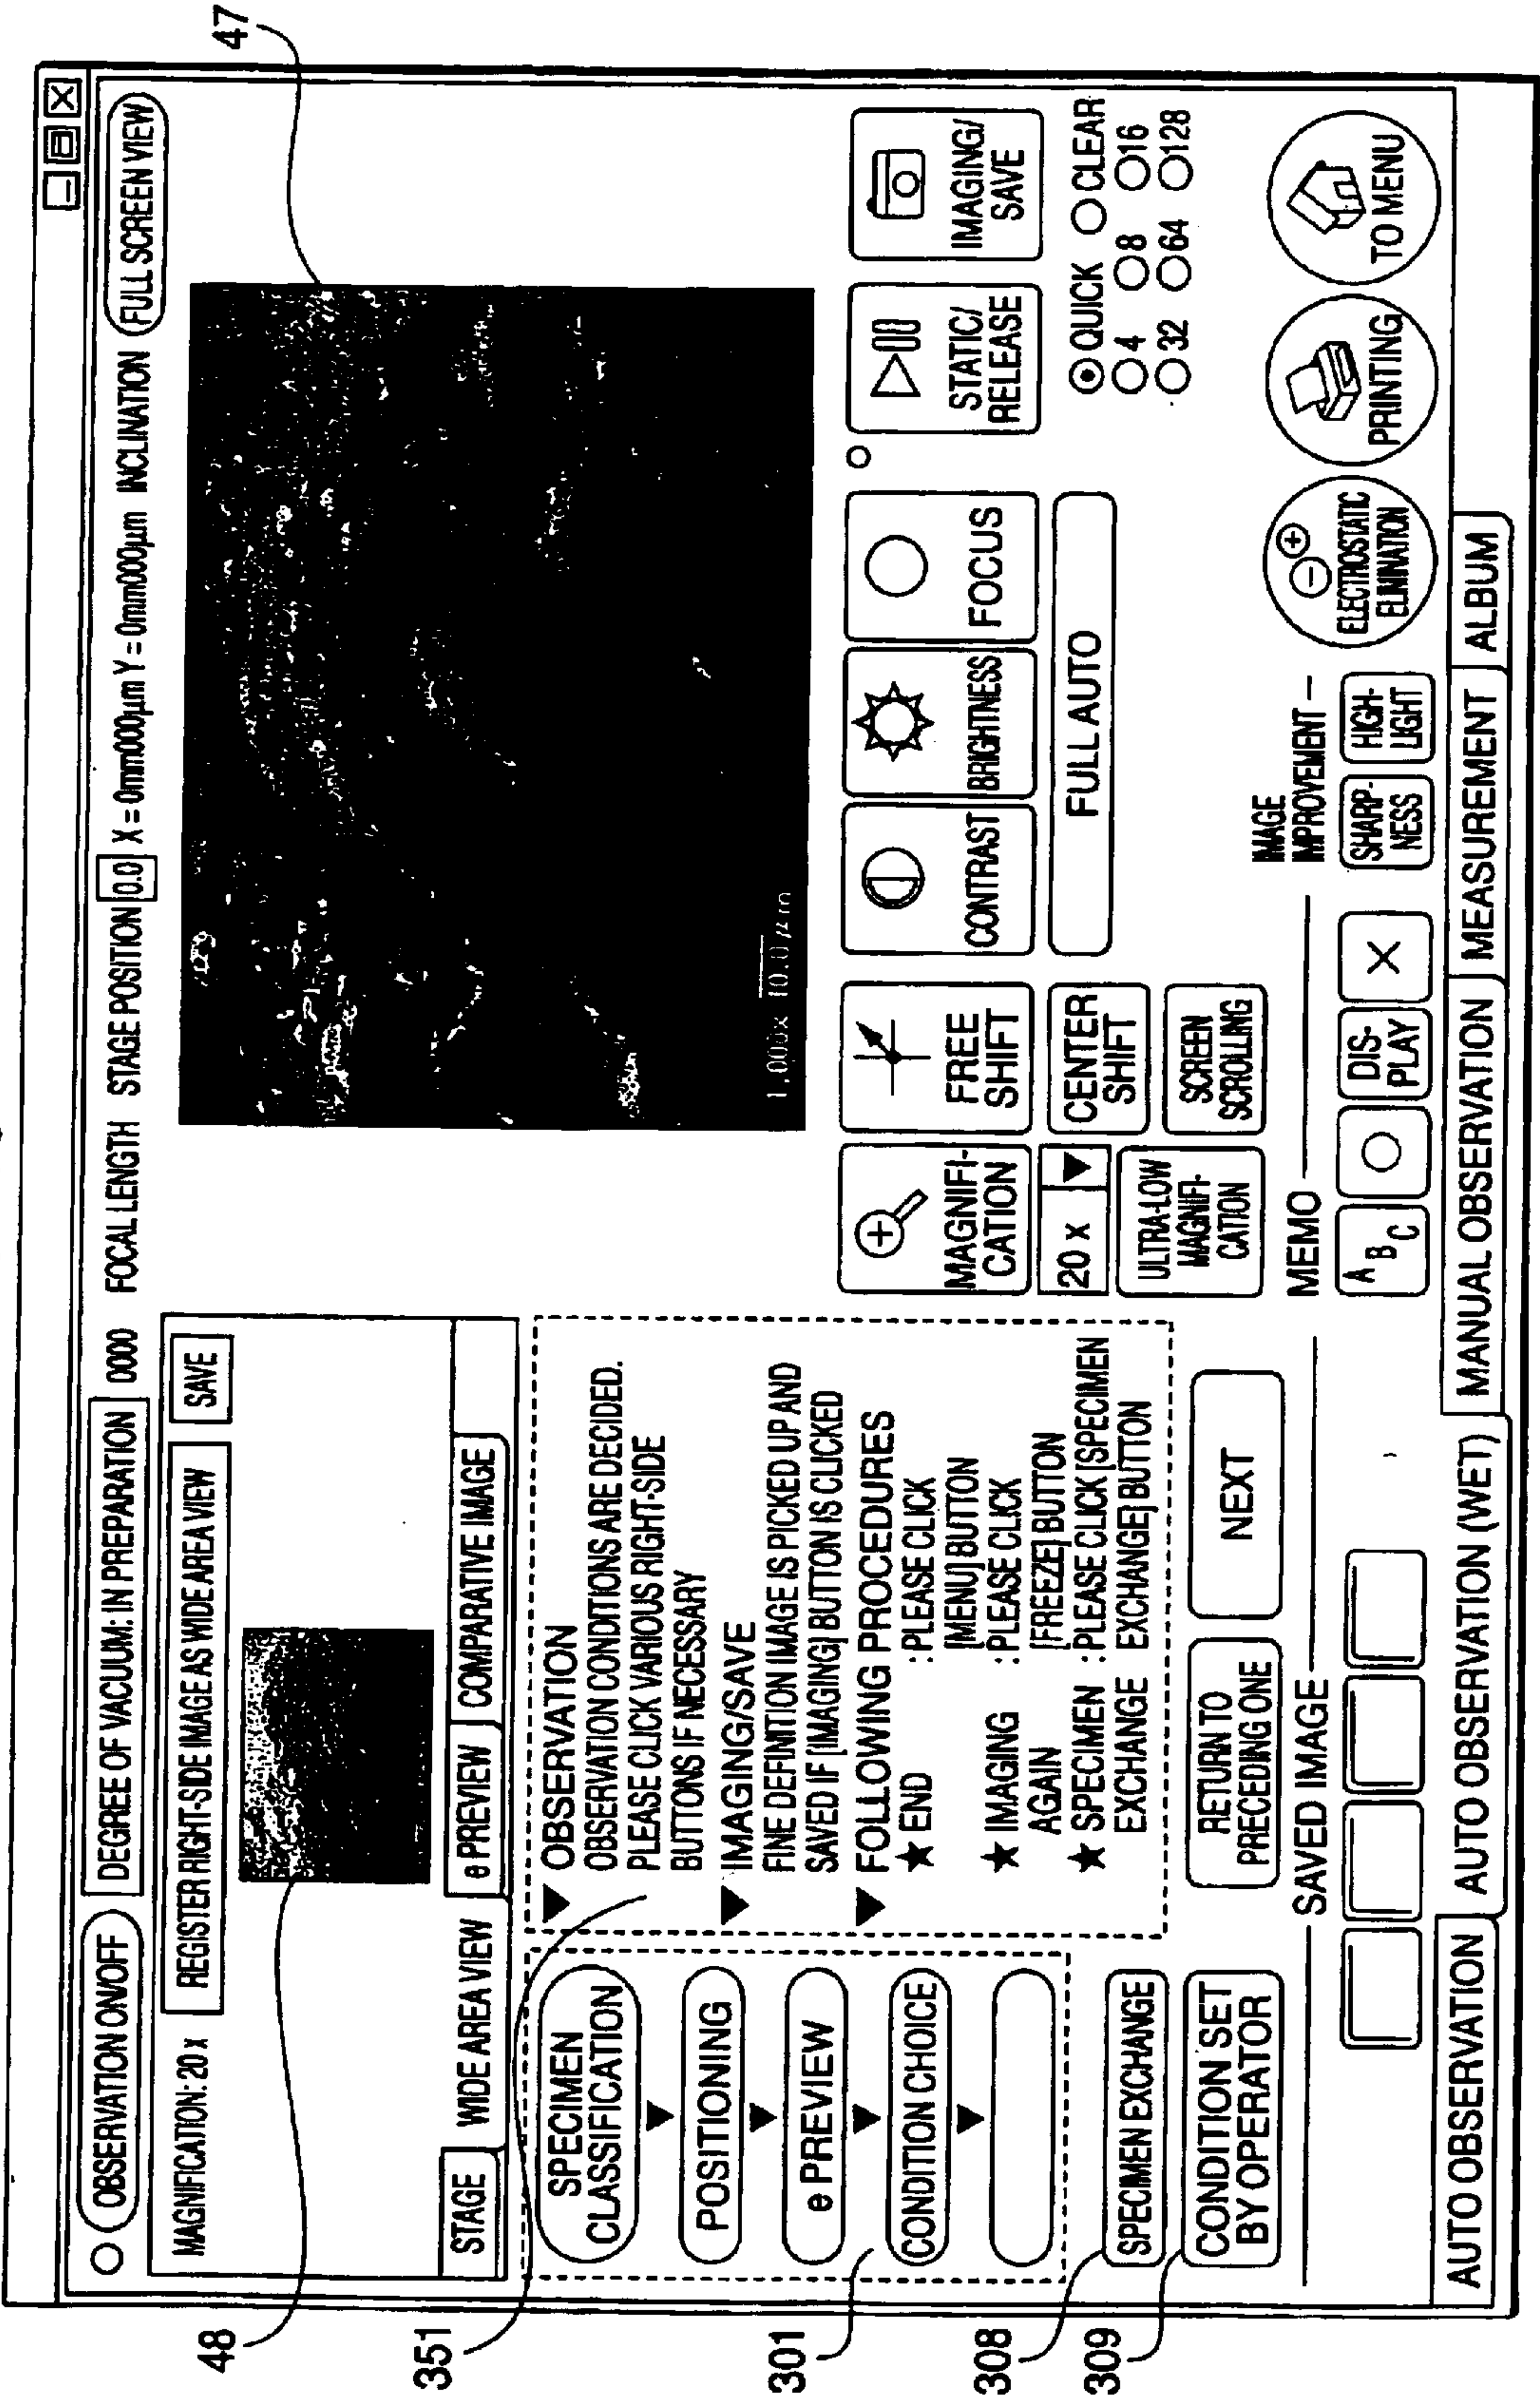 47
○ OBSERVATION ON/OFF DEGREE OF VACUUM: IN PREPARATION 0000 FOCAL LENGTH STAGE POSITION 0.0 X = 0mm000μm Y = 0mm000μm INCLINATION FULL SCREEN VIEW
MAGNIFICATION: 20 x REGISTER RIGHT-SIDE IMAGE AS WIDE AREA VIEW SAVE
48
STAGE WIDE AREA VIEW e PREVIEW COMPARATIVE IMAGE
1.000x 10.0μm
351
SPECIMEN
CLASSIFICATION
POSITIONING
e PREVIEW
CONDITION CHOICE
301
SPECIMEN EXCHANGE
308
CONDITION SET
BY OPERATOR
309
▼ OBSERVATION
OBSERVATION CONDITIONS ARE DECIDED.
PLEASE CLICK VARIOUS RIGHT-SIDE
BUTTONS IF NECESSARY
▼ IMAGING/SAVE
FINE DEFINITION IMAGE IS PICKED UP AND
SAVED IF [IMAGING] BUTTON IS CLICKED
▼ FOLLOWING PROCEDURES
★ END : PLEASE CLICK
[MENU] BUTTON
★ IMAGING : PLEASE CLICK
AGAIN [FREEZE] BUTTON
★ SPECIMEN : PLEASE CLICK [SPECIMEN
EXCHANGE EXCHANGE] BUTTON
RETURN TO
PRECEDING ONE
NEXT
MAGNIFI-
CATION
20 x ▼
ULTRA-LOW
MAGNIFI-
CATION
FREE
SHIFT
CENTER
SHIFT
SCREEN
SCROLLING
CONTRAST
BRIGHTNESS
FOCUS
FULL AUTO
STATIC/
RELEASE
IMAGING/
SAVE
QUICK CLEAR
4 8 16
32 64 128
SAVED IMAGE
MEMO
A B C ○ DIS-
PLAY ×
IMAGE
IMPROVEMENT
SHARP-
NESS
HIGH-
LIGHT
ELECTROSTATIC
ELIMINATION
PRINTING
TO MENU
AUTO OBSERVATION AUTO OBSERVATION (WET) MANUAL OBSERVATION MEASUREMENT ALBUM